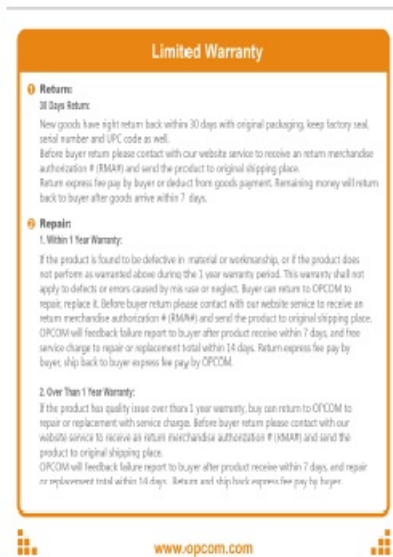 Limited Warranty
1 Return:
30 Days Return:
New goods have right return back within 30 days with original packaging, keep factory seal,
serial number and UPC code as well.
Before buyer return please contact with our website service to receive an return merchandise
authorization # (RMA#) and send the product to original shipping place.
Return express fee pay by buyer or deduct from goods payment. Remaining money will return
back to buyer after goods arrive within 7 days.
2 Repair:
1. Within 1 Year Warranty:
If the product is found to be defective in material or workmanship, or if the product does
not perform as warranted above during the 1 year warranty period. This warranty shall not
apply to defects or errors caused by mis use or neglect. Buyer can return to OPCOM to
repair, replace it. Before buyer return please contact with our website service to receive an
return merchandise authorization # (RMA#) and send the product to original shipping place.
OPCOM will feedback failure report to buyer after product receive within 7 days, and free
service charge to repair or replacement total within 14 days. Return express fee pay by
buyer, ship back to buyer express fee pay by OPCOM.
2. Over Than 1 Year Warranty:
If the product has quality issue over than 1 year warranty, buy can return to OPCOM to
repair or replacement with service charge. Before buyer return please contact with our
website service to receive an return merchandise authorization # (RMA#) and send the
product to original shipping place.
OPCOM will feedback failure report to buyer after product receive within 7 days, and repair
or replacement total within 14 days. Return and ship back express fee pay by buyer.
www.opcom.com